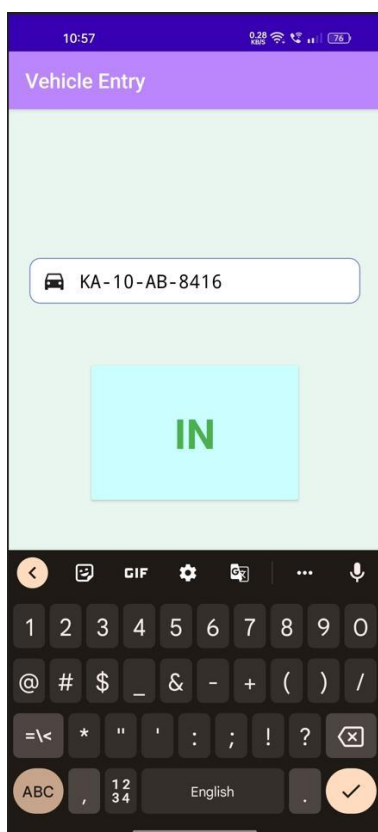 10:57 0.28 KB/S 76
Vehicle Entry
KA-10-AB-8416
IN
GIF G
1 2 3 4 5 6 7 8 9 0
@ # $ _ & - + ( ) /
=\< * " ' : ; ! ?
ABC , 12 34 English .